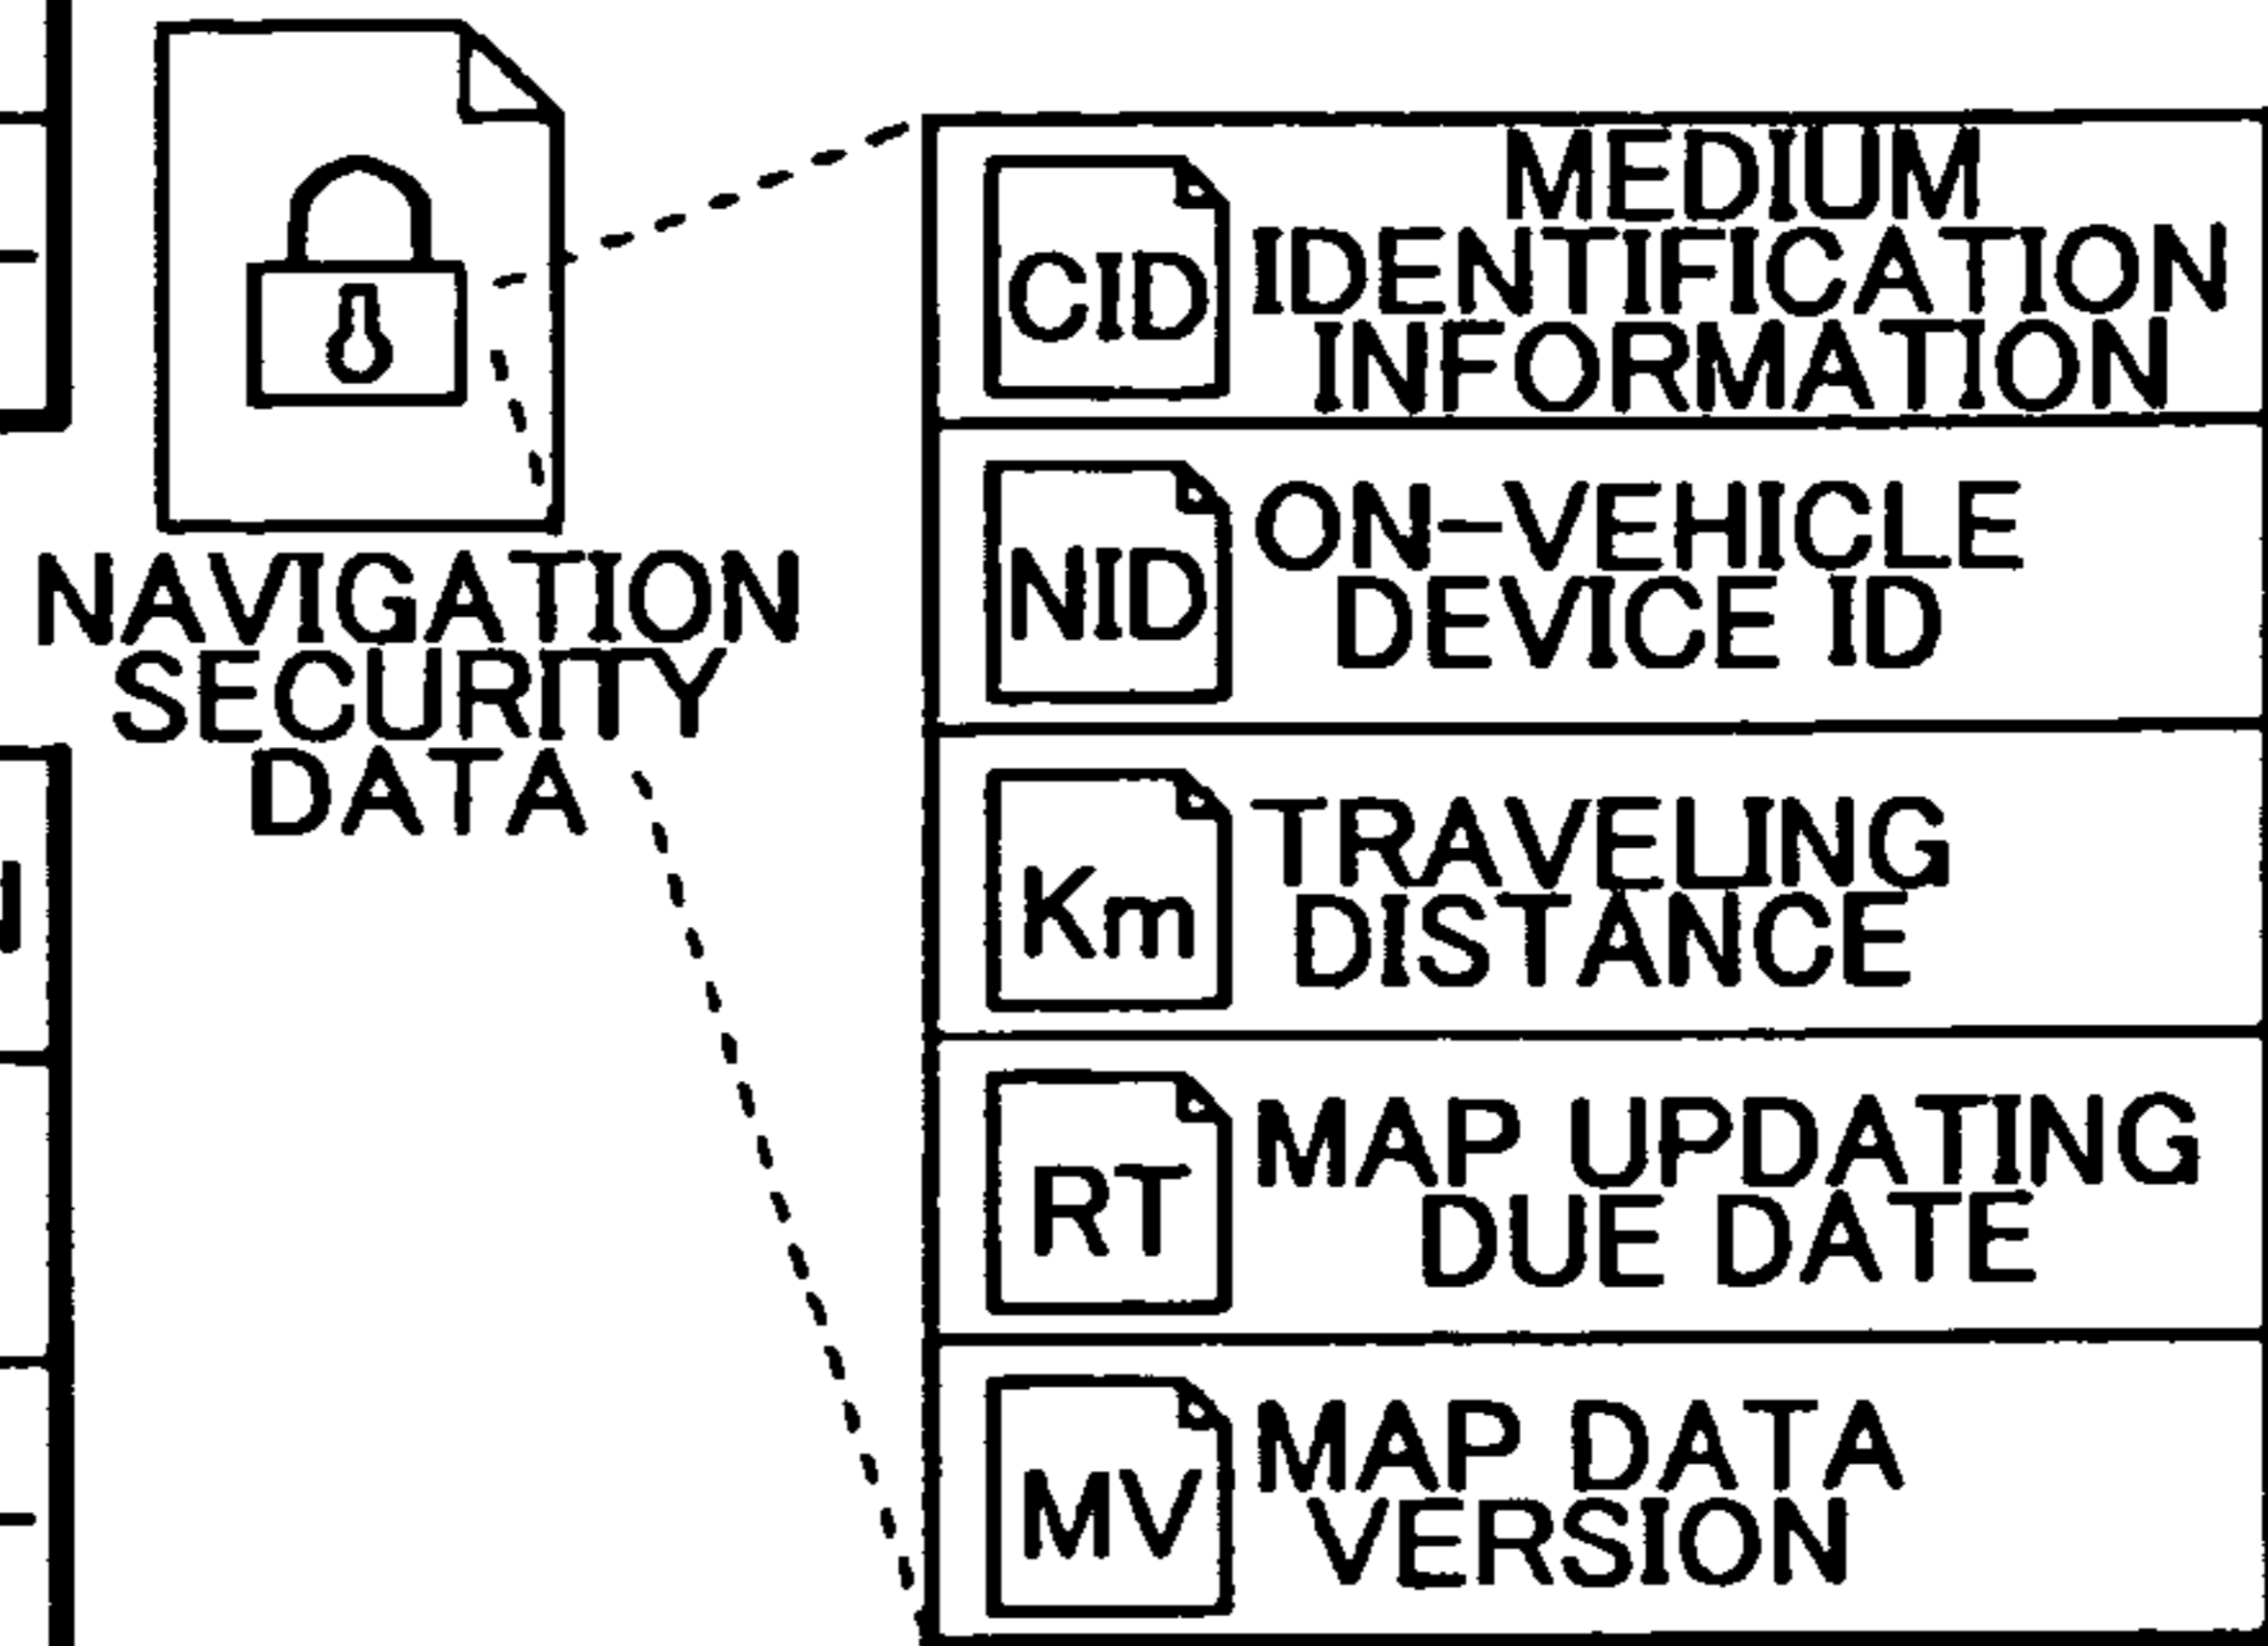 NAVIGATION
SECURITY
DATA
CID
MEDIUM
IDENTIFICATION
INFORMATION
NID
ON-VEHICLE
DEVICE ID
Km
TRAVELING
DISTANCE
RT
MAP UPDATING
DUE DATE
MV
MAP DATA
VERSION